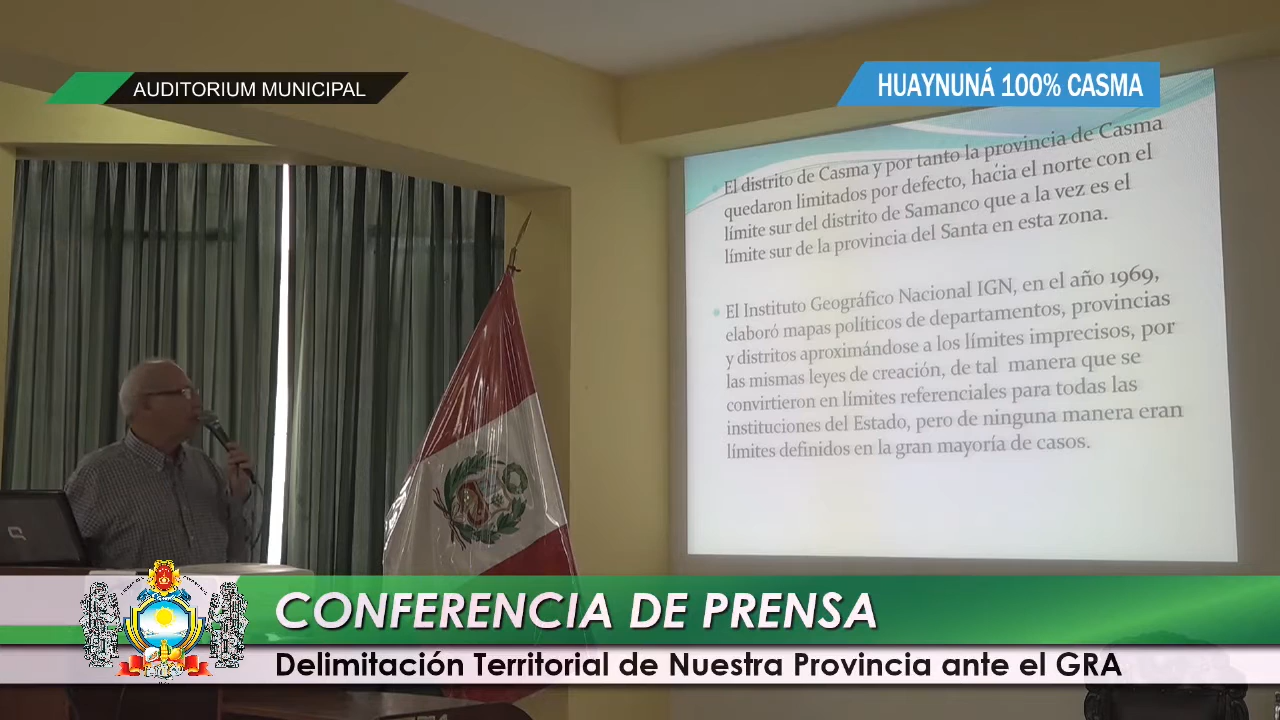 AUDITORIUM MUNICIPAL
HUAYNUNÁ 100% CASMA
El distrito de Casma y por tanto la provincia de Casma
quedaron limitados por defecto, hacia el norte con el
límite sur del distrito de Samanco que a la vez es el
límite sur de la provincia del Santa en esta zona.
El Instituto Geográfico Nacional IGN, en el año 1969,
elaboró mapas políticos de departamentos, provincias
y distritos aproximándose a los límites imprecisos, por
las mismas leyes de creación, de tal manera que se
convirtieron en límites referenciales para todas las
instituciones del Estado, pero de ninguna manera eran
límites definidos en la gran mayoría de casos.
CONFERENCIA DE PRENSA
Delimitación Territorial de Nuestra Provincia ante el GRA